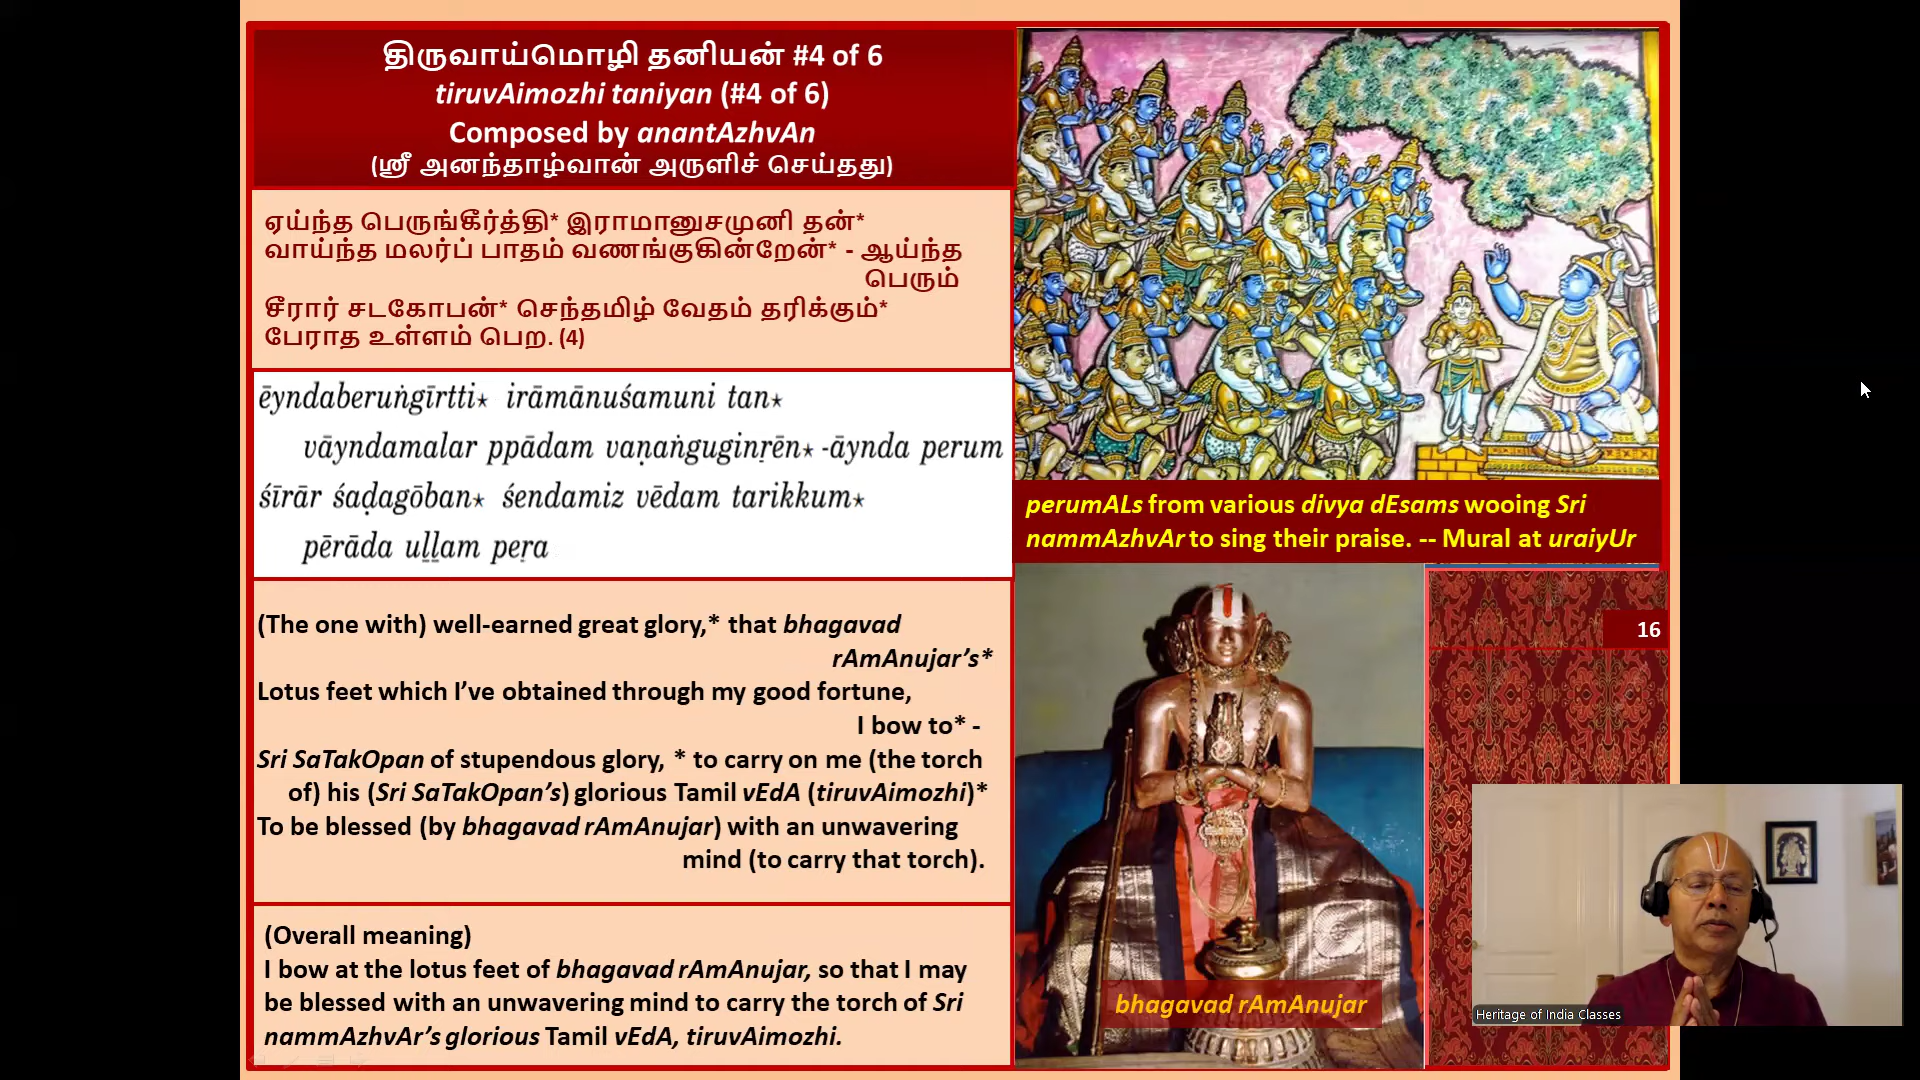 திருவாய்மொழி தனியன் #4 of 6
tiruvAimozhi taniyan (#4 of 6)
Composed by anantAzhvAn
(ஸ்ரீ அனந்தாழ்வான் அருளிச் செய்தது)
ஏய்ந்த பெருங்கீர்த்தி* இராமானுசமுனி தன்*
வாய்ந்த மலர்ப் பாதம் வணங்குகின்றேன்* - ஆய்ந்த
பெரும்
சீரார் சடகோபன்* செந்தமிழ் வேதம் தரிக்கும்*
பேராத உள்ளம் பெற. (4)
ēyndaberuṅgīrtti⋆ irāmānuśamuni tan⋆
vāyndamalar ppādam vaṇaṅguginṟēn⋆ -āynda perum
śīrār śaḍagōban⋆ śendamiz vēdam tarikkum⋆
pērāda uḻḻam peṟa
(The one with) well-earned great glory,* that bhagavad
rAmAnujar’s*
Lotus feet which I’ve obtained through my good fortune,
I bow to* -
Sri SaTakOpan of stupendous glory, * to carry on me (the torch
of) his (Sri SaTakOpan’s) glorious Tamil vEdA (tiruvAimozhi)*
To be blessed (by bhagavad rAmAnujar) with an unwavering
mind (to carry that torch).
(Overall meaning)
I bow at the lotus feet of bhagavad rAmAnujar, so that I may
be blessed with an unwavering mind to carry the torch of Sri
nammAzhvAr’s glorious Tamil vEdA, tiruvAimozhi.
perumALs from various divya dEsams wooing Sri
nammAzhvAr to sing their praise. -- Mural at uraiyUr
16
bhagavad rAmAnujar
Heritage of India Classes